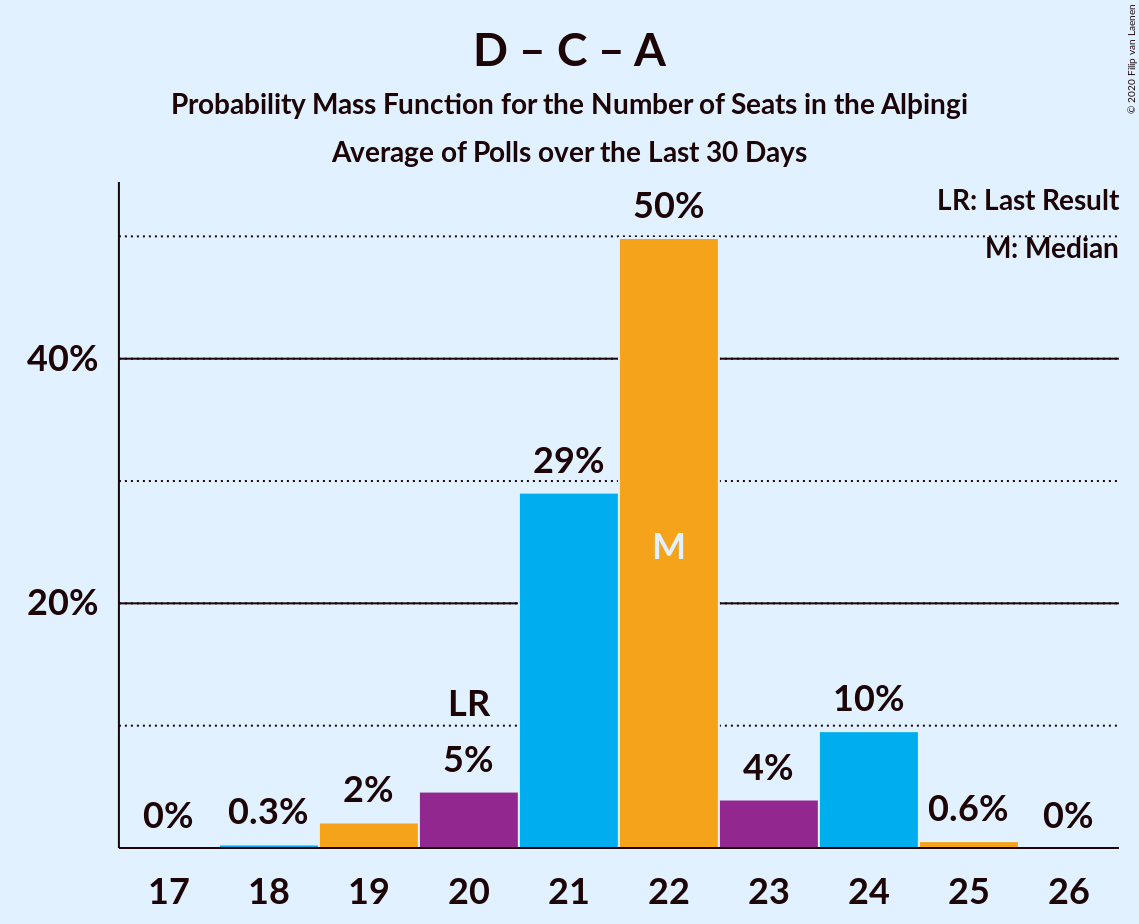 D – C – A
Probability Mass Function for the Number of Seats in the Alþingi
Average of Polls over the Last 30 Days
© 2020 Filip van Laenen
LR: Last Result
M: Median
50%
40%
29%
M
20%
LR
10%
5%
4%
2%
0%
0.3%
0.6%
0%
17 18 19 20 21 22 23 24 25 26